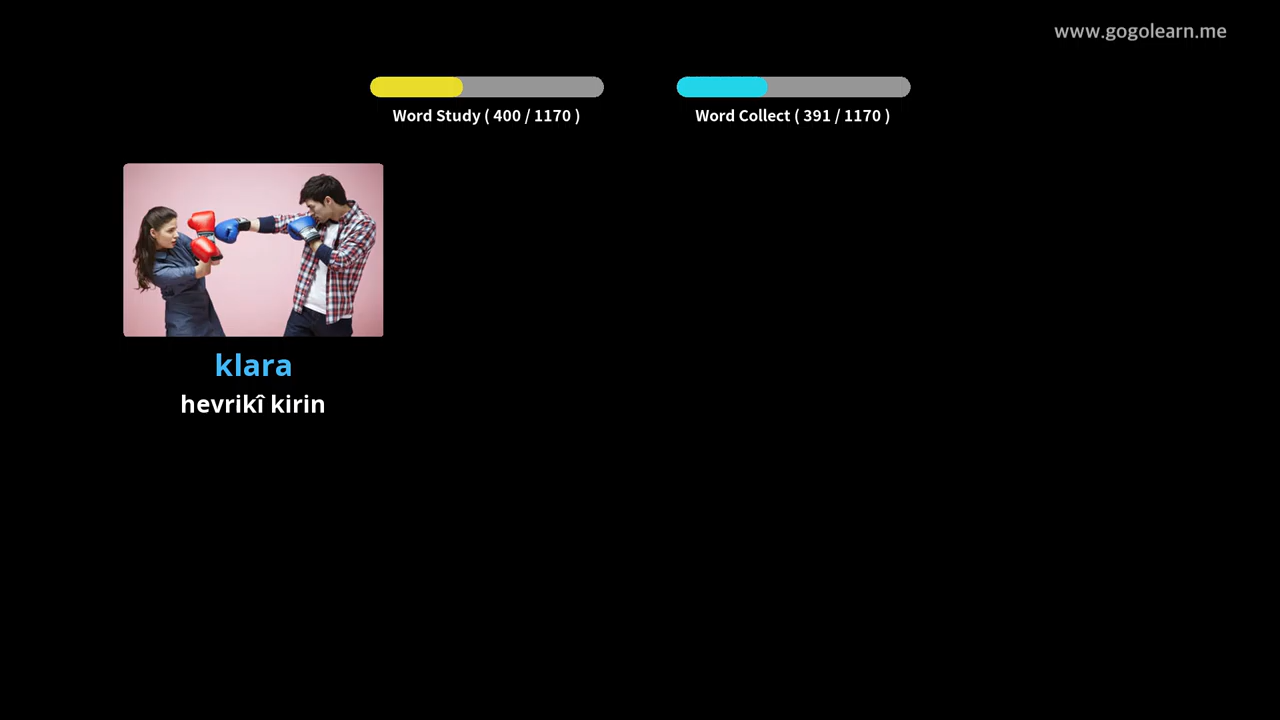 www.gogolearn.me
Word Study ( 400 / 1170 )
Word Collect ( 391 / 1170 )
klara
hevrikî kirin